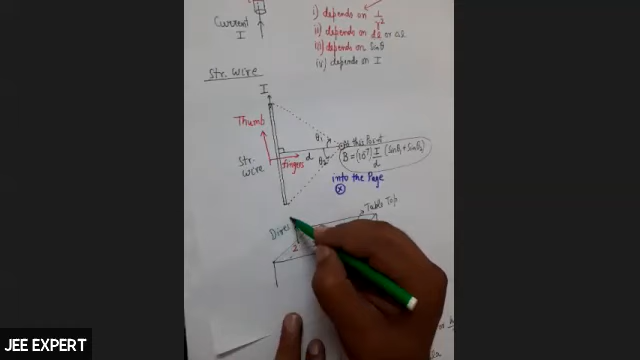 i) depends on 1/r²
ii) depends on dl or Δl
Current
iii) depends on sinθ
I
iv) depends on I
Str. Wire
I
Thumb
θ₁
at this Point
B = (10⁻⁷) I/d (sinθ₁ + sinθ₂)
d
θ₂
fingers
Str.
wire
into the Page
Table Top
JEE EXPERT